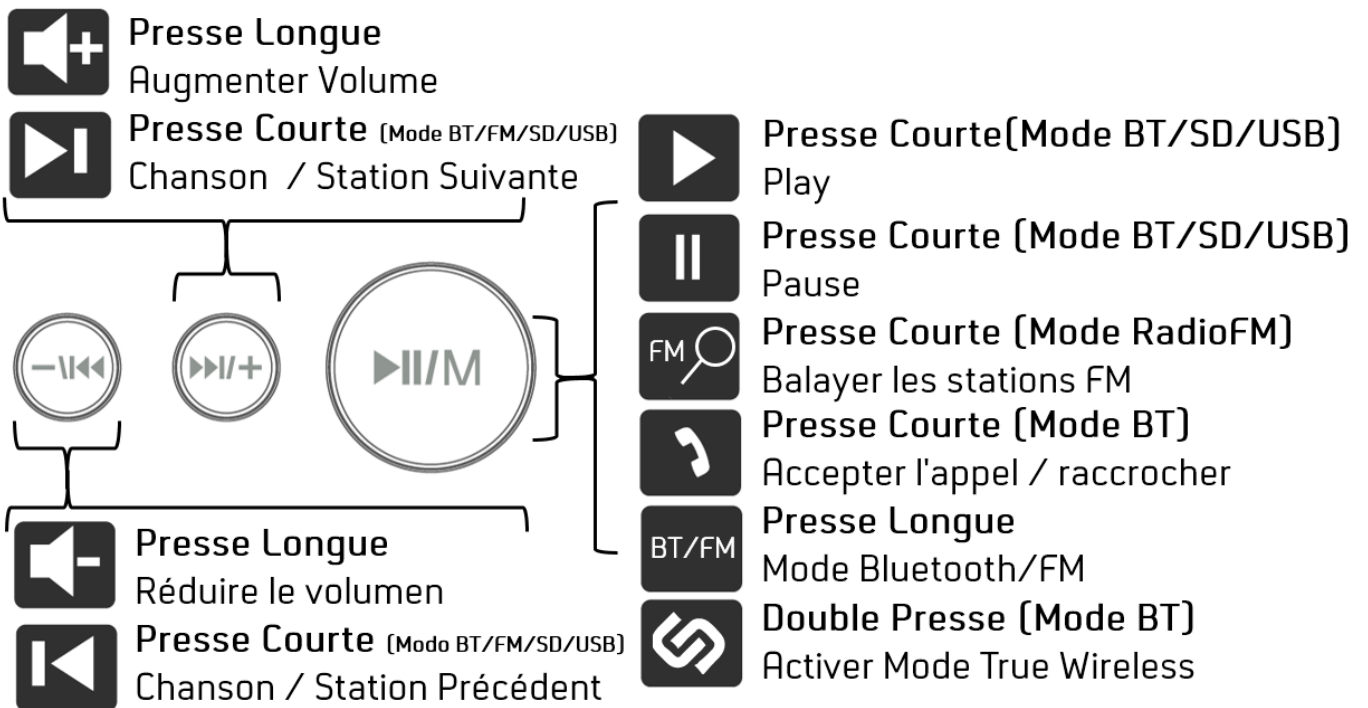 Presse Longue
Augmenter Volume
Presse Courte (Mode BT/FM/SD/USB)
Chanson / Station Suivante
−\I◀◀
▶▶I/+
▶II/M
Presse Longue
Réduire le volumen
Presse Courte (Modo BT/FM/SD/USB)
Chanson / Station Précédent
Presse Courte(Mode BT/SD/USB)
Play
Presse Courte (Mode BT/SD/USB)
Pause
FM
Presse Courte (Mode RadioFM)
Balayer les stations FM
Presse Courte (Mode BT)
Accepter l'appel / raccrocher
BT/FM
Presse Longue
Mode Bluetooth/FM
Double Presse (Mode BT)
Activer Mode True Wireless